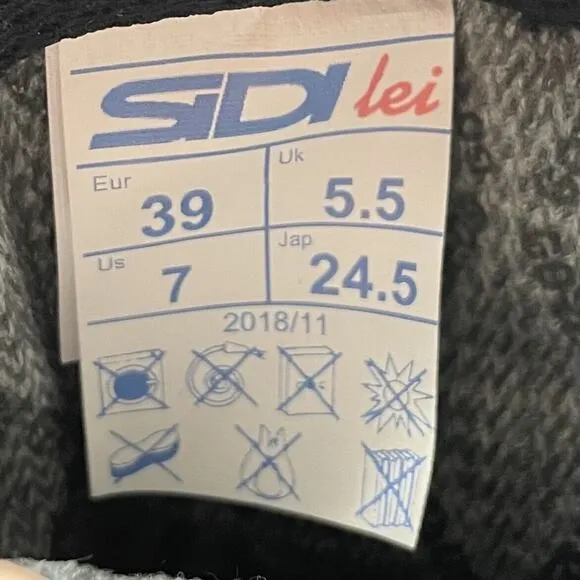 SIDI lei
Eur 39
Uk 5.5
Us 7
Jap 24.5
2018/11